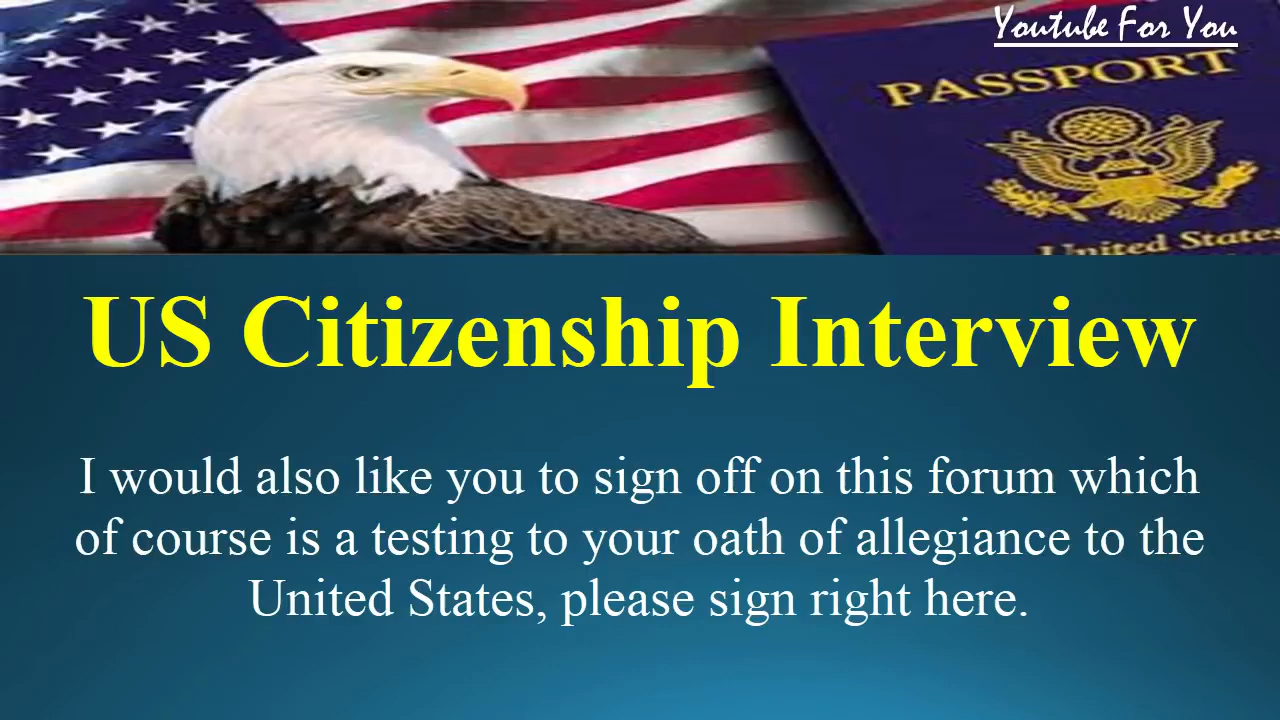 Youtube For You
PASSPORT
United States
US Citizenship Interview
I would also like you to sign off on this forum which
of course is a testing to your oath of allegiance to the
United States, please sign right here.